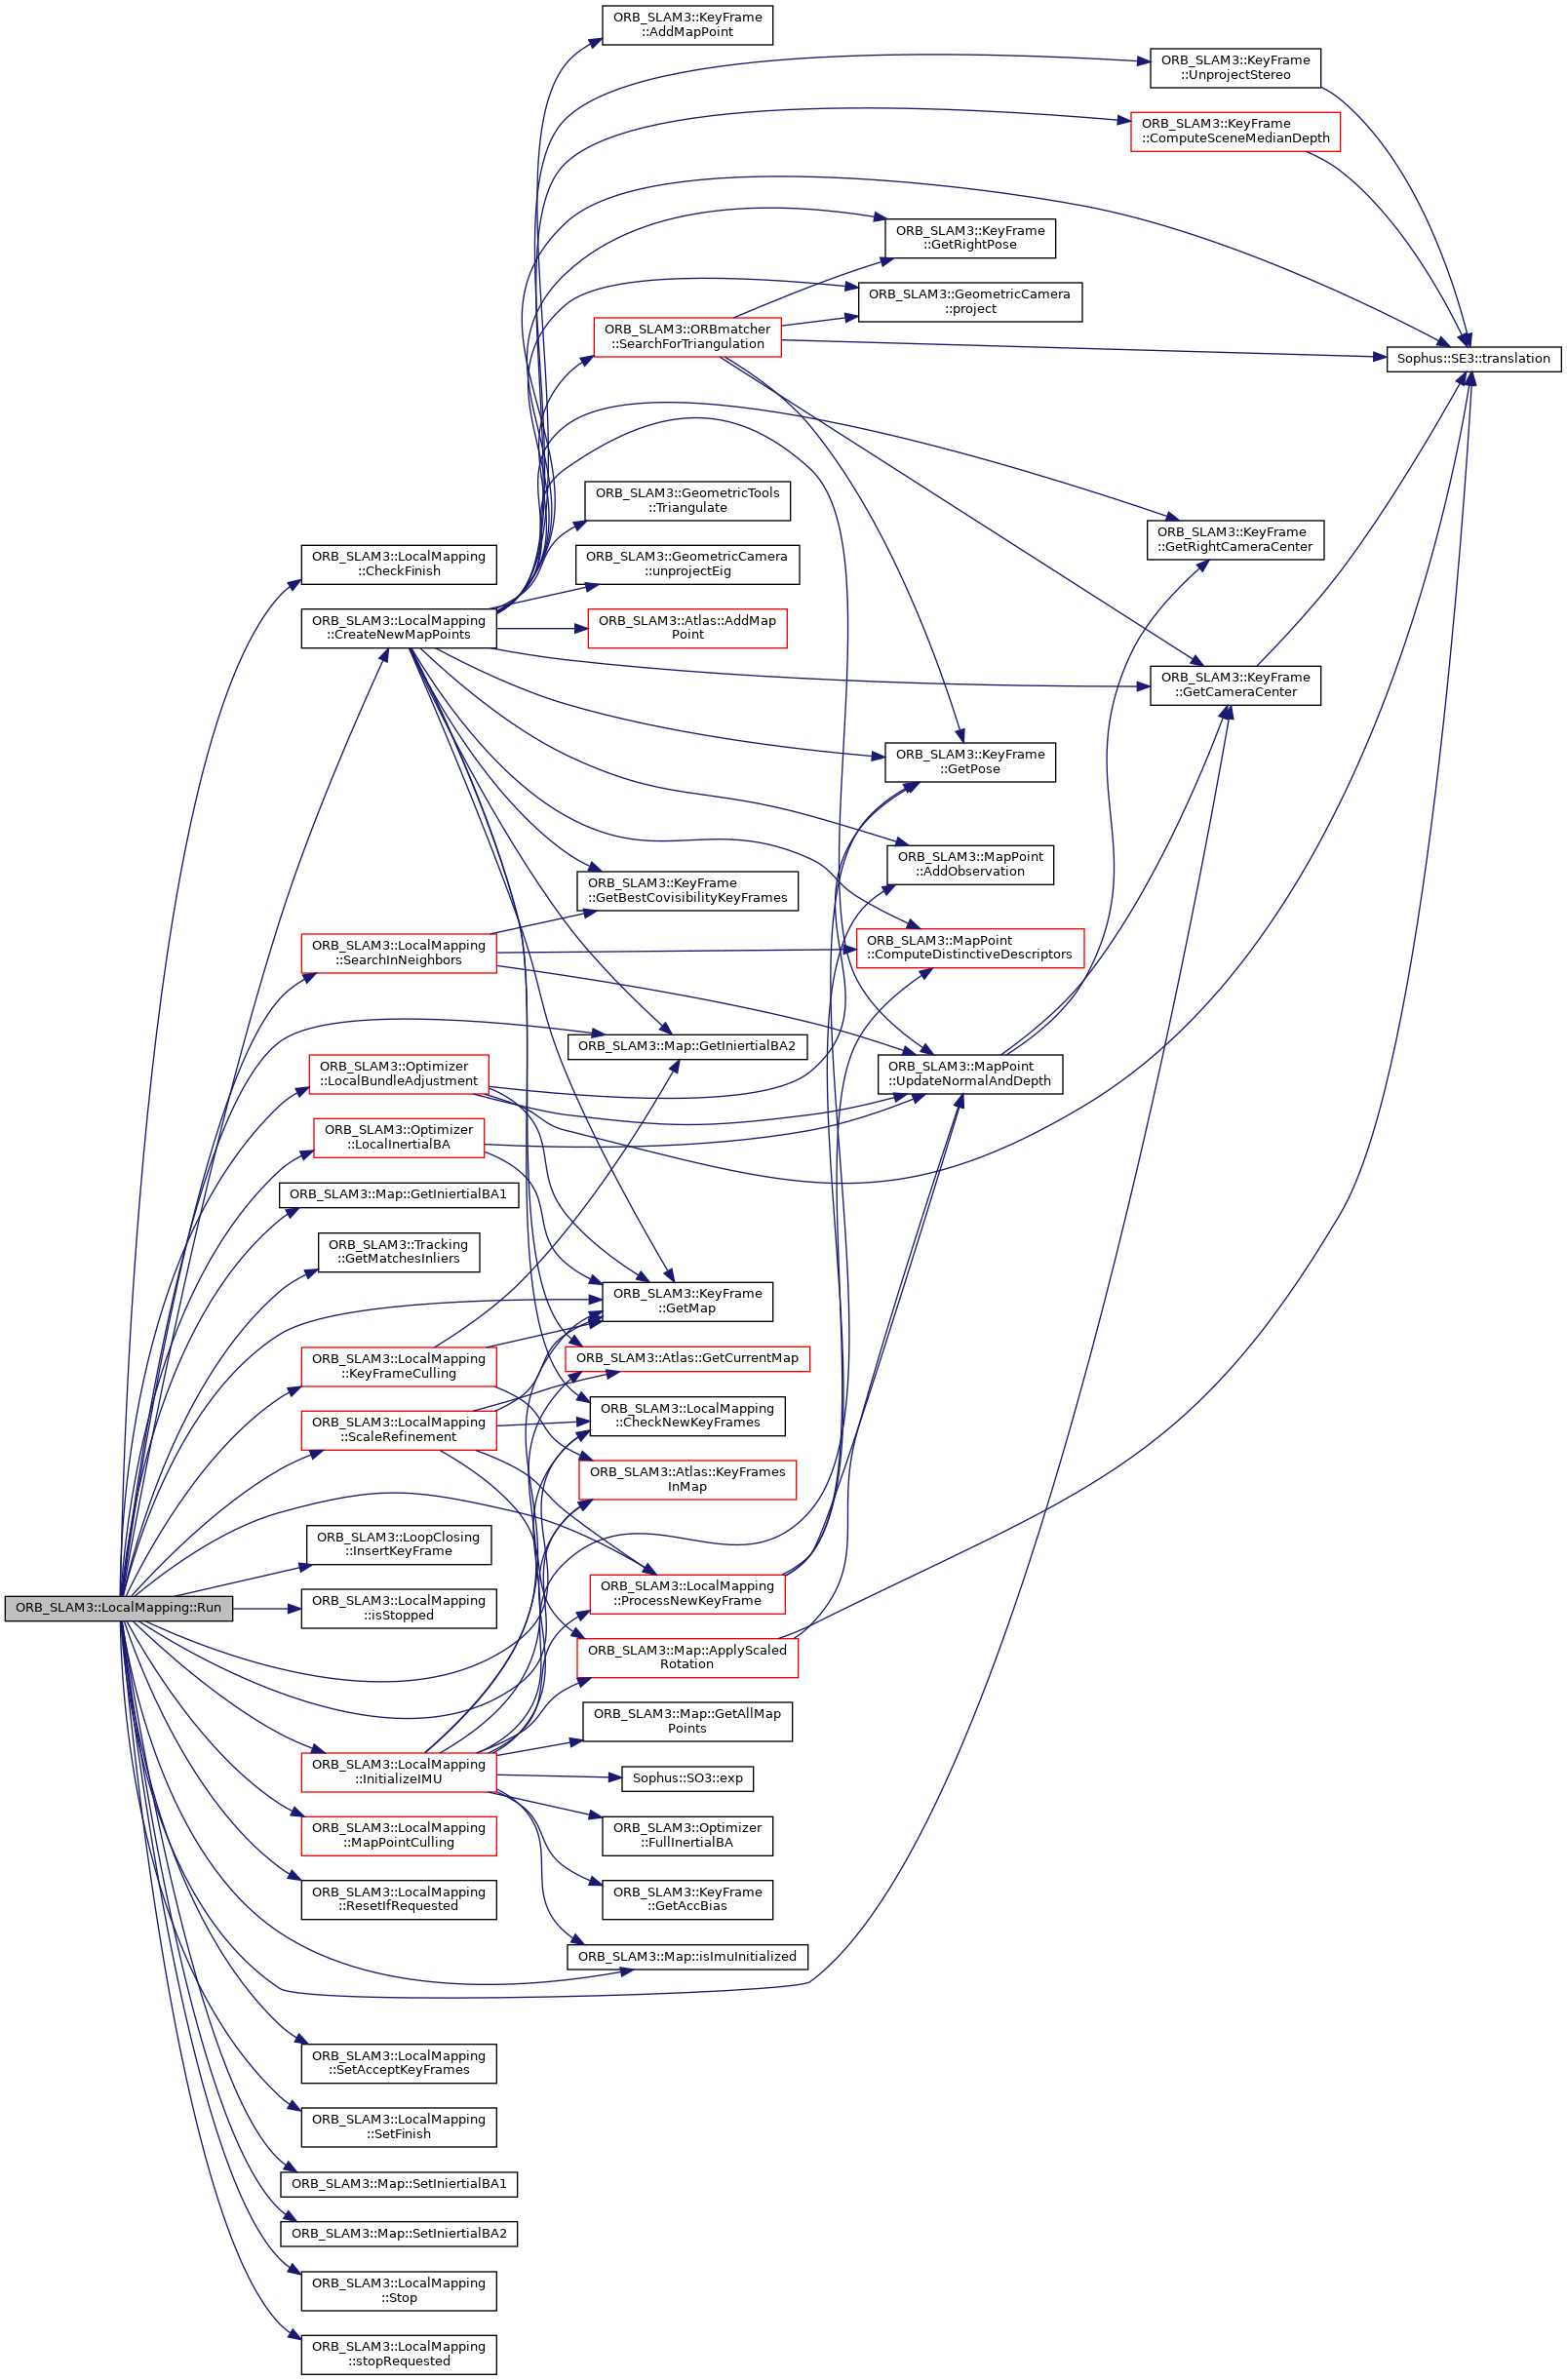 ORB_SLAM3::KeyFrame
::AddMapPoint
ORB_SLAM3::KeyFrame
::UnprojectStereo
ORB_SLAM3::KeyFrame
::ComputeSceneMedianDepth
ORB_SLAM3::KeyFrame
::GetRightPose
ORB_SLAM3::GeometricCamera
::project
ORB_SLAM3::ORBmatcher
::SearchForTriangulation
Sophus::SE3::translation
ORB_SLAM3::GeometricTools
::Triangulate
ORB_SLAM3::KeyFrame
::GetRightCameraCenter
ORB_SLAM3::LocalMapping
::CheckFinish
ORB_SLAM3::GeometricCamera
::unprojectEig
ORB_SLAM3::LocalMapping
::CreateNewMapPoints
ORB_SLAM3::Atlas::AddMap
Point
ORB_SLAM3::KeyFrame
::GetCameraCenter
ORB_SLAM3::KeyFrame
::GetPose
ORB_SLAM3::MapPoint
::AddObservation
ORB_SLAM3::KeyFrame
::GetBestCovisibilityKeyFrames
ORB_SLAM3::LocalMapping
::SearchInNeighbors
ORB_SLAM3::MapPoint
::ComputeDistinctiveDescriptors
ORB_SLAM3::Map::GetIniertialBA2
ORB_SLAM3::Optimizer
::LocalBundleAdjustment
ORB_SLAM3::MapPoint
::UpdateNormalAndDepth
ORB_SLAM3::Optimizer
::LocalInertialBA
ORB_SLAM3::Map::GetIniertialBA1
ORB_SLAM3::Tracking
::GetMatchesInliers
ORB_SLAM3::KeyFrame
::GetMap
ORB_SLAM3::LocalMapping
::KeyFrameCulling
ORB_SLAM3::Atlas::GetCurrentMap
ORB_SLAM3::LocalMapping
::ScaleRefinement
ORB_SLAM3::LocalMapping
::CheckNewKeyFrames
ORB_SLAM3::Atlas::KeyFrames
InMap
ORB_SLAM3::LoopClosing
::InsertKeyFrame
ORB_SLAM3::LocalMapping
::ProcessNewKeyFrame
ORB_SLAM3::LocalMapping::Run
ORB_SLAM3::LocalMapping
::isStopped
ORB_SLAM3::Map::ApplyScaled
Rotation
ORB_SLAM3::Map::GetAllMap
Points
ORB_SLAM3::LocalMapping
::InitializeIMU
Sophus::SO3::exp
ORB_SLAM3::LocalMapping
::MapPointCulling
ORB_SLAM3::Optimizer
::FullInertialBA
ORB_SLAM3::LocalMapping
::ResetIfRequested
ORB_SLAM3::KeyFrame
::GetAccBias
ORB_SLAM3::Map::isImuInitialized
ORB_SLAM3::LocalMapping
::SetAcceptKeyFrames
ORB_SLAM3::LocalMapping
::SetFinish
ORB_SLAM3::Map::SetIniertialBA1
ORB_SLAM3::Map::SetIniertialBA2
ORB_SLAM3::LocalMapping
::Stop
ORB_SLAM3::LocalMapping
::stopRequested